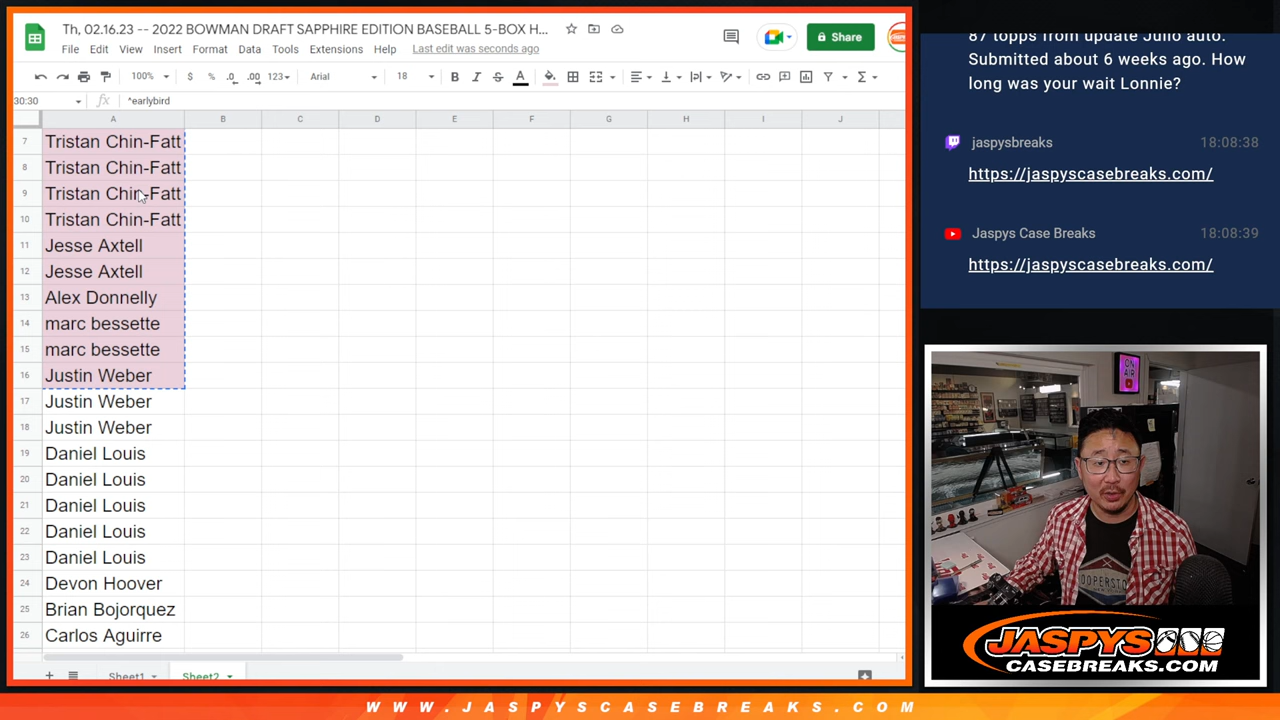 Th, 02.16.23 -- 2022 BOWMAN DRAFT SAPPHIRE EDITION BASEBALL 5-BOX H...
File Edit View Insert Format Data Tools Extensions Help Last edit was seconds ago
Share
100% $ % .0 .00 123 Arial 18 B I S A
30:30 fx ^earlybird
A B C D E F G H I J
7 Tristan Chin-Fatt
8 Tristan Chin-Fatt
9 Tristan Chin-Fatt
10 Tristan Chin-Fatt
11 Jesse Axtell
12 Jesse Axtell
13 Alex Donnelly
14 marc bessette
15 marc bessette
16 Justin Weber
17 Justin Weber
18 Justin Weber
19 Daniel Louis
20 Daniel Louis
21 Daniel Louis
22 Daniel Louis
23 Daniel Louis
24 Devon Hoover
25 Brian Bojorquez
26 Carlos Aguirre
Sheet1 Sheet2
87 topps from update Julio auto.
Submitted about 6 weeks ago. How
long was your wait Lonnie?
jaspysbreaks 18:08:38
https://jaspyscasebreaks.com/
Jaspys Case Breaks 18:08:39
https://jaspyscasebreaks.com/
ON
AIR
JASPYS
CASEBREAKS.COM
WWW.JASPYSCASEBREAKS.COM